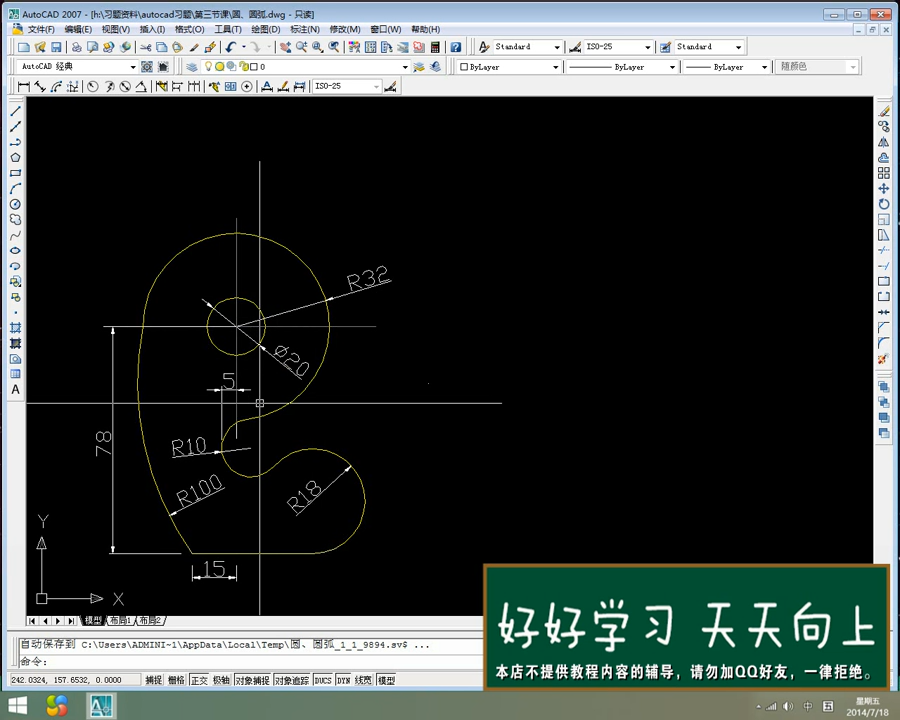 AutoCAD 2007 - [h:\习题资料\autocad习题\第三节课\圆、圆弧.dwg - 只读]
文件(F) 编辑(E) 视图(V) 插入(I) 格式(O) 工具(T) 绘图(D) 标注(N) 修改(M) 窗口(W) 帮助(H)
Standard ISO-25 Standard
AutoCAD 经典 0 ByLayer ByLayer ByLayer 随颜色
ISO-25
R32
Ø20
5
78
R10
R100
R18
15
Y
X
模型 布局1 布局2
自动保存到 C:\Users\ADMINI~1\AppData\Local\Temp\圆、圆弧_1_1_9894.sv$ ...
命令:
242.0324, 157.6532, 0.0000 捕捉 栅格 正交 极轴 对象捕捉 对象追踪 DUCS DYN 线宽 模型
好好学习 天天向上
本店不提供教程内容的辅导，请勿加QQ好友，一律拒绝。
中
星期五
2014/7/18